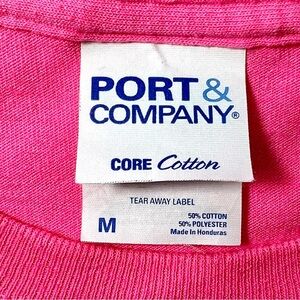 PORT &
COMPANY®
CORE Cotton
TEAR AWAY LABEL
M
50% COTTON
50% POLYESTER
Made In Honduras